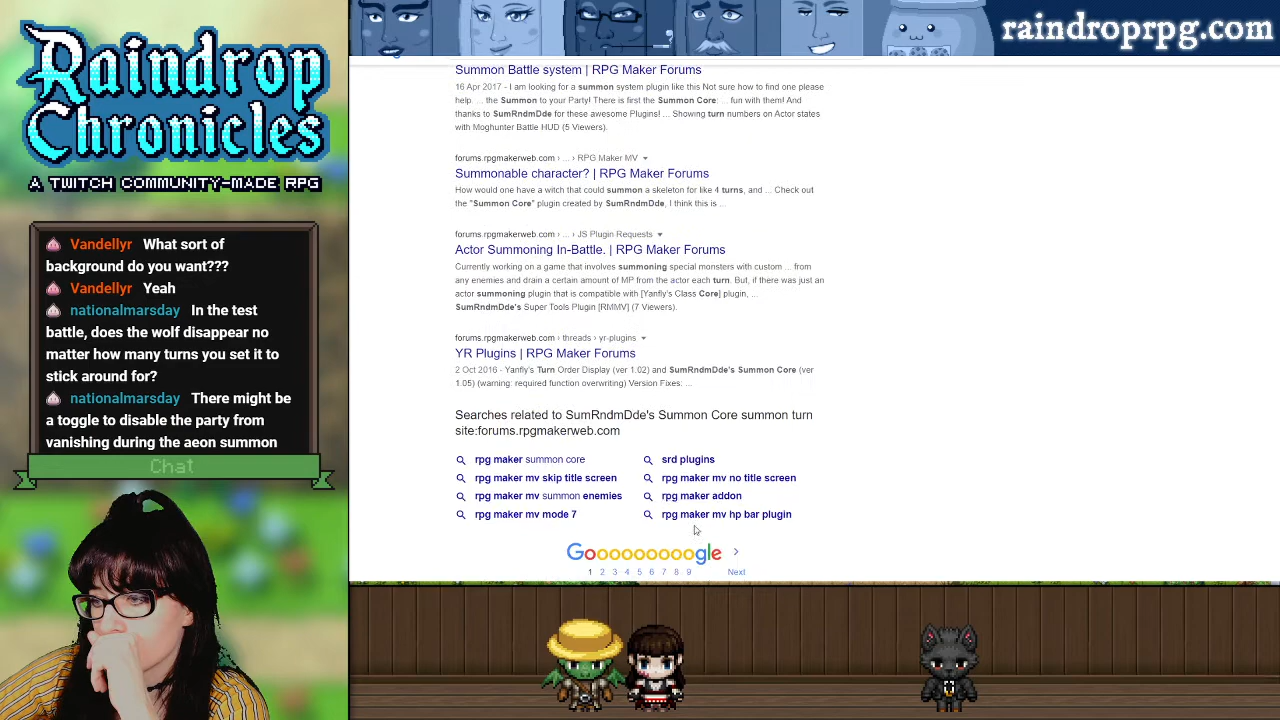 Raindrop
Chronicles
A TWITCH COMMUNITY-MADE RPG
raindroprpg.com
Vandellyr What sort of
background do you want???
Vandellyr Yeah
nationalmarsday In the test
battle, does the wolf disappear no
matter how many turns you set it to
stick around for?
nationalmarsday There might be
a toggle to disable the party from
vanishing during the aeon summon
Chat
Summon Battle system | RPG Maker Forums
16 Apr 2017 - I am looking for a summon system plugin like this Not sure how to find one please
help. ... the Summon to your Party! There is first the Summon Core: ... fun with them! And
thanks to SumRndmDde for these awesome Plugins! ... Showing turn numbers on Actor states
with Moghunter Battle HUD (5 Viewers).
forums.rpgmakerweb.com › ... › RPG Maker MV
Summonable character? | RPG Maker Forums
How would one have a witch that could summon a skeleton for like 4 turns, and ... Check out
the "Summon Core" plugin created by SumRndmDde, I think this is ...
forums.rpgmakerweb.com › ... › JS Plugin Requests
Actor Summoning In-Battle. | RPG Maker Forums
Currently working on a game that involves summoning special monsters with custom ... from
any enemies and drain a certain amount of MP from the actor each turn. But, if there was just an
actor summoning plugin that is compatible with [Yanfly's Class Core] plugin, ...
SumRndmDde's Super Tools Plugin [RMMV] (7 Viewers).
forums.rpgmakerweb.com › threads › yr-plugins
YR Plugins | RPG Maker Forums
2 Oct 2016 - Yanfly's Turn Order Display (ver 1.02) and SumRndmDde's Summon Core (ver
1.05) (warning: required function overwriting) Version Fixes: ...
Searches related to SumRndmDde's Summon Core summon turn
site:forums.rpgmakerweb.com
rpg maker summon core
srd plugins
rpg maker mv skip title screen
rpg maker mv no title screen
rpg maker mv summon enemies
rpg maker addon
rpg maker mv mode 7
rpg maker mv hp bar plugin
Goooooooooogle
1 2 3 4 5 6 7 8 9 Next